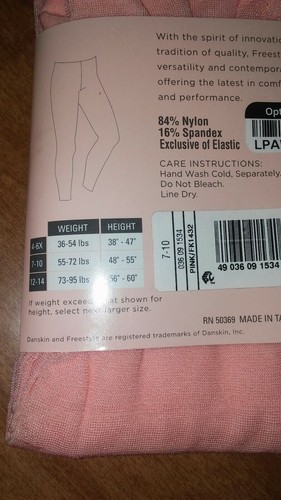 With the spirit of innovatio
tradition of quality, Freest
versatility and contempor
offering the latest in comf
and performance.
84% Nylon
16% Spandex
Exclusive of Elastic
Opt
LPA
CARE INSTRUCTIONS:
Hand Wash Cold, Separately.
Do Not Bleach.
Line Dry.
WEIGHT HEIGHT
4-6X 36-54 lbs 38" - 47"
7-10 55-72 lbs 48" - 55"
12-14 73-95 lbs 56" - 60"
If weight exceeds that shown for
height, select next larger size.
7-10
036 09 1534
PINK/FK1432
49 036 09 1534
RN 50369 MADE IN TA
Danskin and Freestyle are registered trademarks of Danskin, Inc.